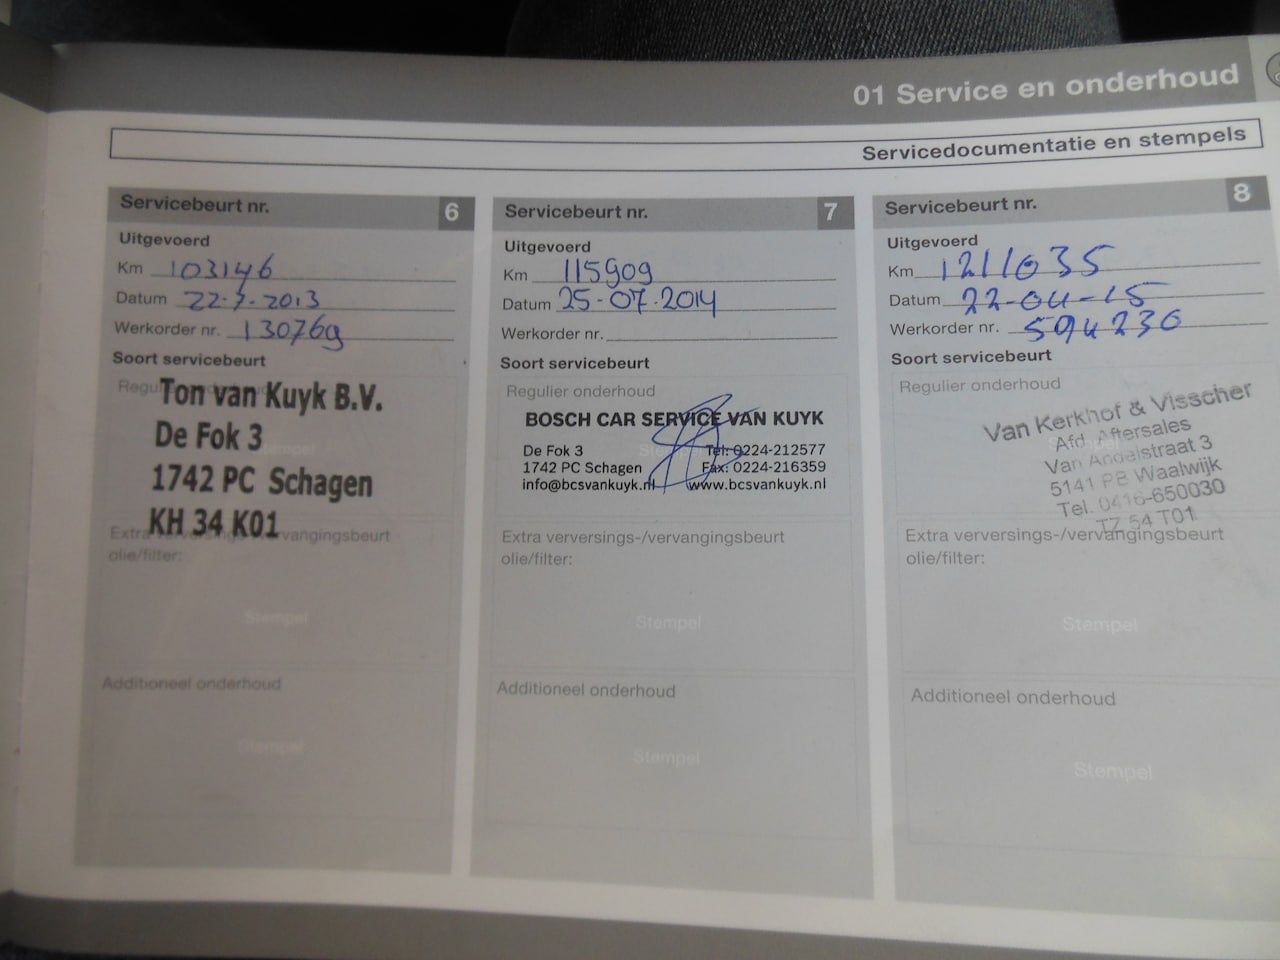 01 Service en onderhoud
Servicedocumentatie en stempels
Servicebeurt nr. 6
Uitgevoerd
Km 103146
Datum 22-7-2013
Werkorder nr. 130769
Soort servicebeurt
Ton van Kuyk B.V.
De Fok 3
1742 PC Schagen
KH 34 K01
Extra verversings-/vervangingsbeurt
olie/filter:
Stempel
Additioneel onderhoud
Stempel
Servicebeurt nr. 7
Uitgevoerd
Km 115909
Datum 25-07-2014
Werkorder nr.
Soort servicebeurt
Regulier onderhoud
BOSCH CAR SERVICE VAN KUYK
De Fok 3 Tel: 0224-212577
1742 PC Schagen Fax: 0224-216359
info@bcsvankuyk.nl www.bcsvankuyk.nl
Extra verversings-/vervangingsbeurt
olie/filter:
Stempel
Additioneel onderhoud
Stempel
Servicebeurt nr. 8
Uitgevoerd
Km
Datum 22-04-15
Werkorder nr. 594230
Soort servicebeurt
Regulier onderhoud
Van Kerkhof & Visscher
Afd. Aftersales
Van Andelstraat 3
5141 PB Waalwijk
Tel. 0416-650030
TZ 54 T01
Extra verversings-/vervangingsbeurt
olie/filter:
Stempel
Additioneel onderhoud
Stempel